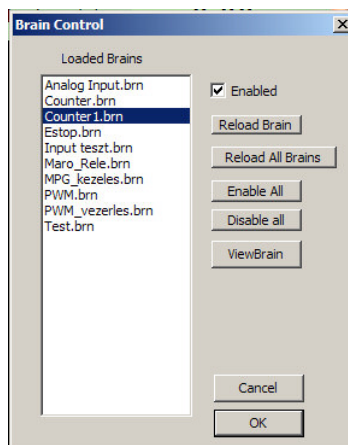 Brain Control
Loaded Brains
Analog Input.brn
Counter.brn
Counter1.brn
Estop.brn
Input teszt.brn
Maro_Rele.brn
MPG_kezeles.brn
PWM.brn
PWM_vezerles.brn
Test.brn
Enabled
Reload Brain
Reload All Brains
Enable All
Disable all
ViewBrain
Cancel
OK